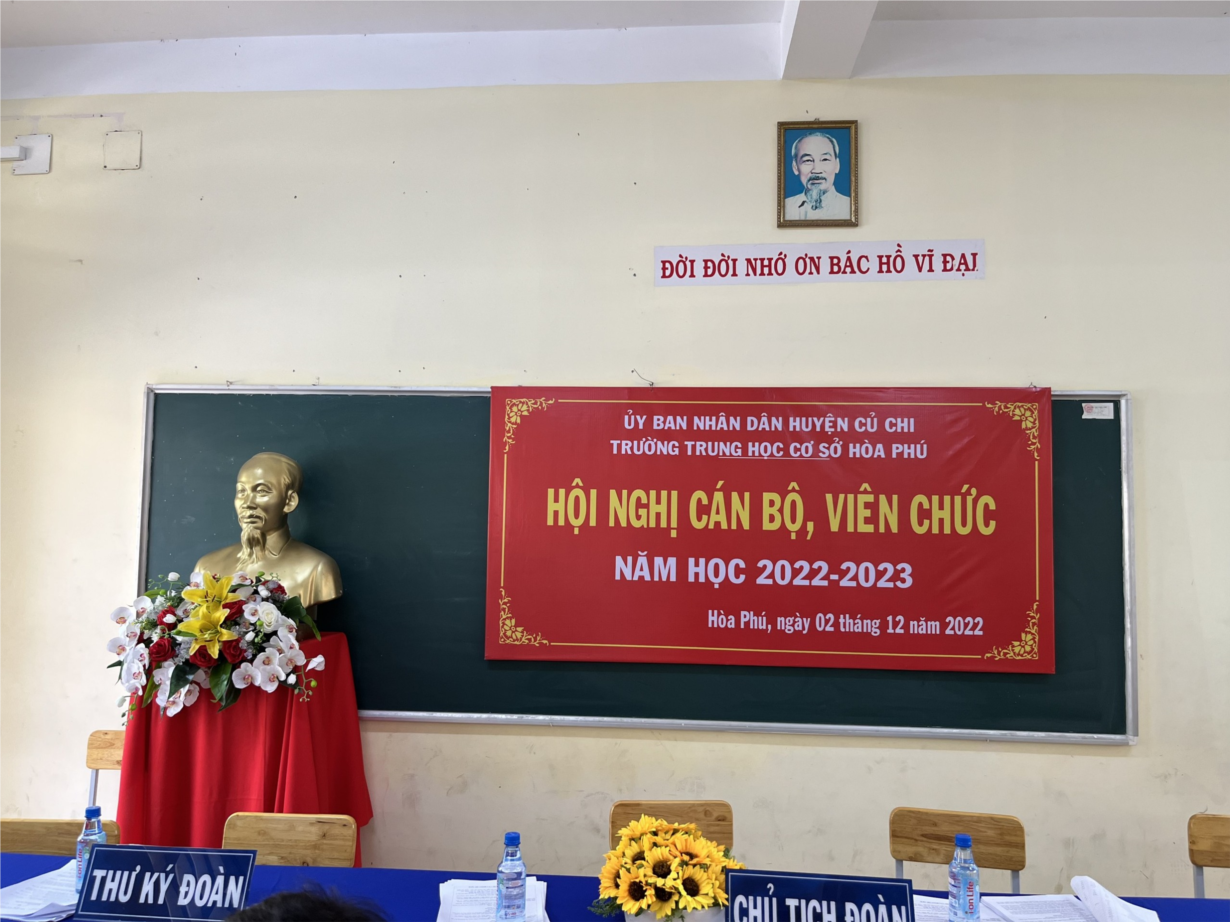 ĐỜI ĐỜI NHỚ ƠN BÁC HỒ VĨ ĐẠI
ỦY BAN NHÂN DÂN HUYỆN CỦ CHI
TRƯỜNG TRUNG HỌC CƠ SỞ HÒA PHÚ
HỘI NGHỊ CÁN BỘ, VIÊN CHỨC
NĂM HỌC 2022-2023
Hòa Phú, ngày 02 tháng 12 năm 2022
THƯ KÝ ĐOÀN
CHỦ TỊCH ĐOÀN